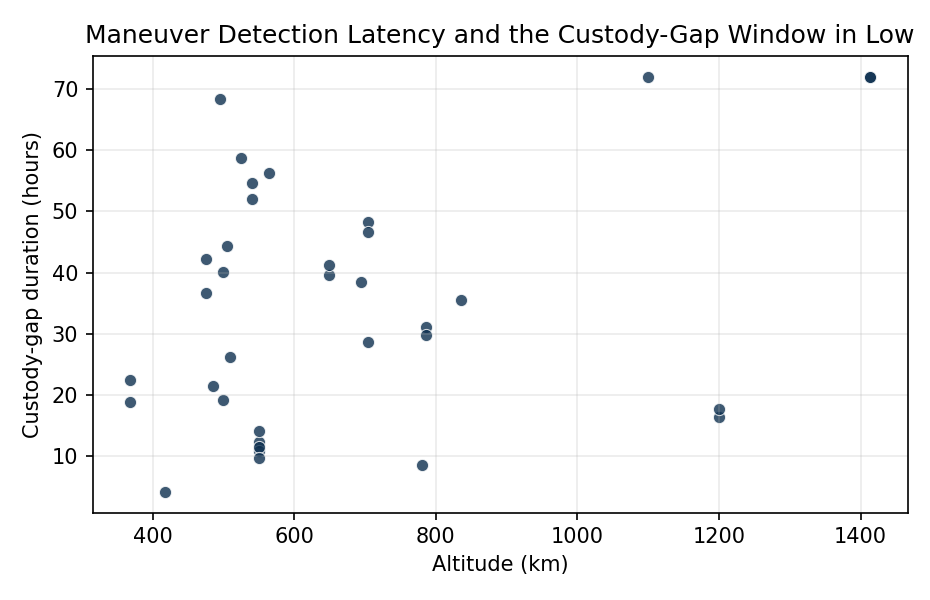 Maneuver Detection Latency and the Custody-Gap Window in Low
Custody-gap duration (hours)
70
60
50
40
30
20
10
400 600 800 1000 1200 1400
Altitude (km)